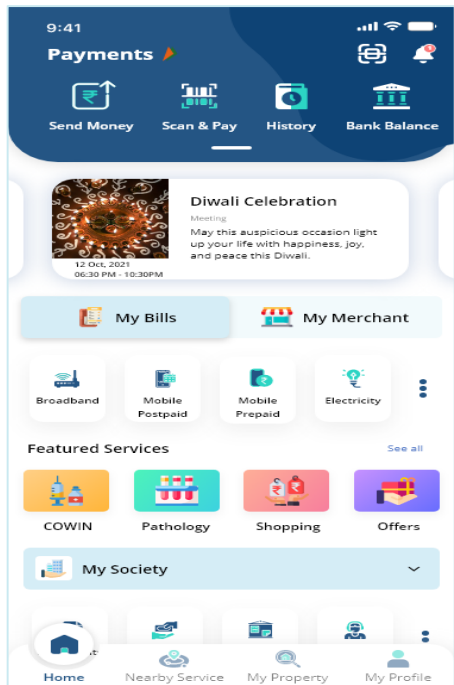 9:41
Payments
Send Money Scan & Pay History Bank Balance
Diwali Celebration
Meeting
May this auspicious occasion light
up your life with happiness, joy,
and peace this Diwali.
12 Oct, 2021
06:30 PM - 10:30PM
My Bills My Merchant
Broadband
Mobile
Postpaid
Mobile
Prepaid
Electricity
Featured Services See all
COWIN Pathology Shopping Offers
My Society
Home Nearby Service My Property My Profile